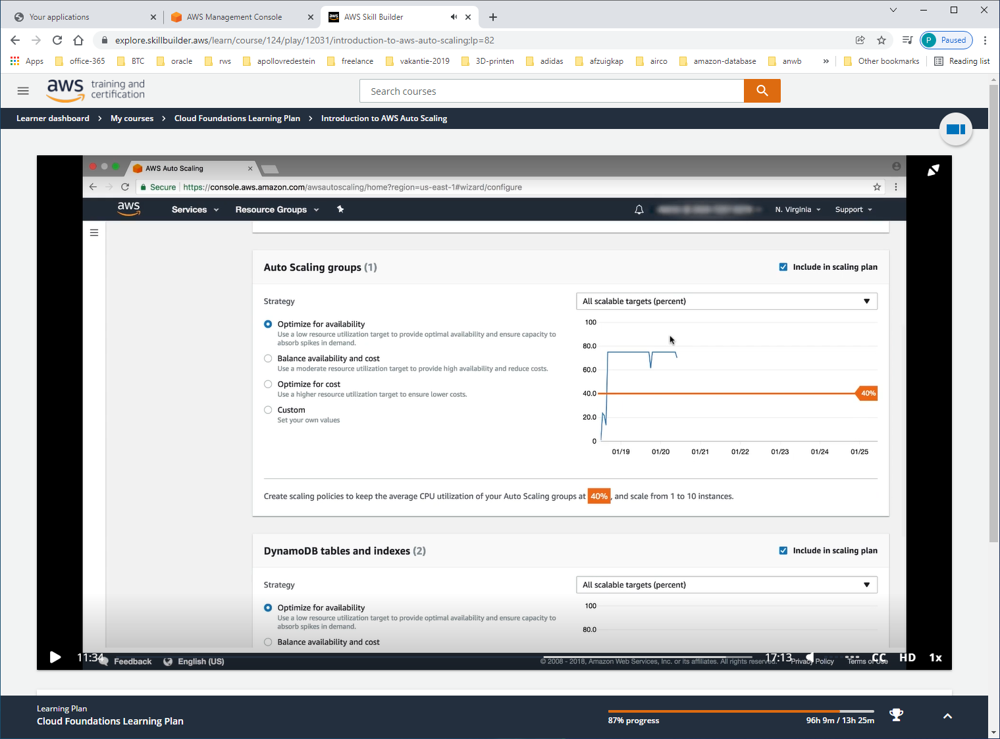 Your applications
AWS Management Console
AWS Skill Builder
explore.skillbuilder.aws/learn/course/124/play/12031/introduction-to-aws-auto-scaling;lp=82
P Paused
Apps office-365 BTC oracle rws apollovredestein freelance vakantie-2019 3D-printen adidas afzuigkap airco amazon-database anwb » Other bookmarks Reading list
aws training and certification
Search courses
Learner dashboard > My courses > Cloud Foundations Learning Plan > Introduction to AWS Auto Scaling
AWS Auto Scaling
Secure https://console.aws.amazon.com/awsautoscaling/home?region=us-east-1#wizard/configure
aws Services Resource Groups N. Virginia Support
Auto Scaling groups (1)
Include in scaling plan
Strategy
All scalable targets (percent)
Optimize for availability
Use a low resource utilization target to provide optimal availability and ensure capacity to
absorb spikes in demand.
Balance availability and cost
Use a moderate resource utilization target to provide high availability and reduce costs.
Optimize for cost
Use a higher resource utilization target to ensure lower costs.
Custom
Set your own values
100
80.0
60.0
40.0
40%
20.0
0
01/19 01/20 01/21 01/22 01/23 01/24 01/25
Create scaling policies to keep the average CPU utilization of your Auto Scaling groups at 40%, and scale from 1 to 10 instances.
DynamoDB tables and indexes (2)
Include in scaling plan
Strategy
All scalable targets (percent)
Optimize for availability
Use a low resource utilization target to provide optimal availability and ensure capacity to
absorb spikes in demand.
Balance availability and cost
100
80.0
11:34
17:13
CC HD 1x
Feedback English (US)
© 2008 - 2018, Amazon Web Services, Inc. or its affiliates. All rights reserved. Privacy Policy Terms of Use
Learning Plan
Cloud Foundations Learning Plan
87% progress
96h 9m / 13h 25m